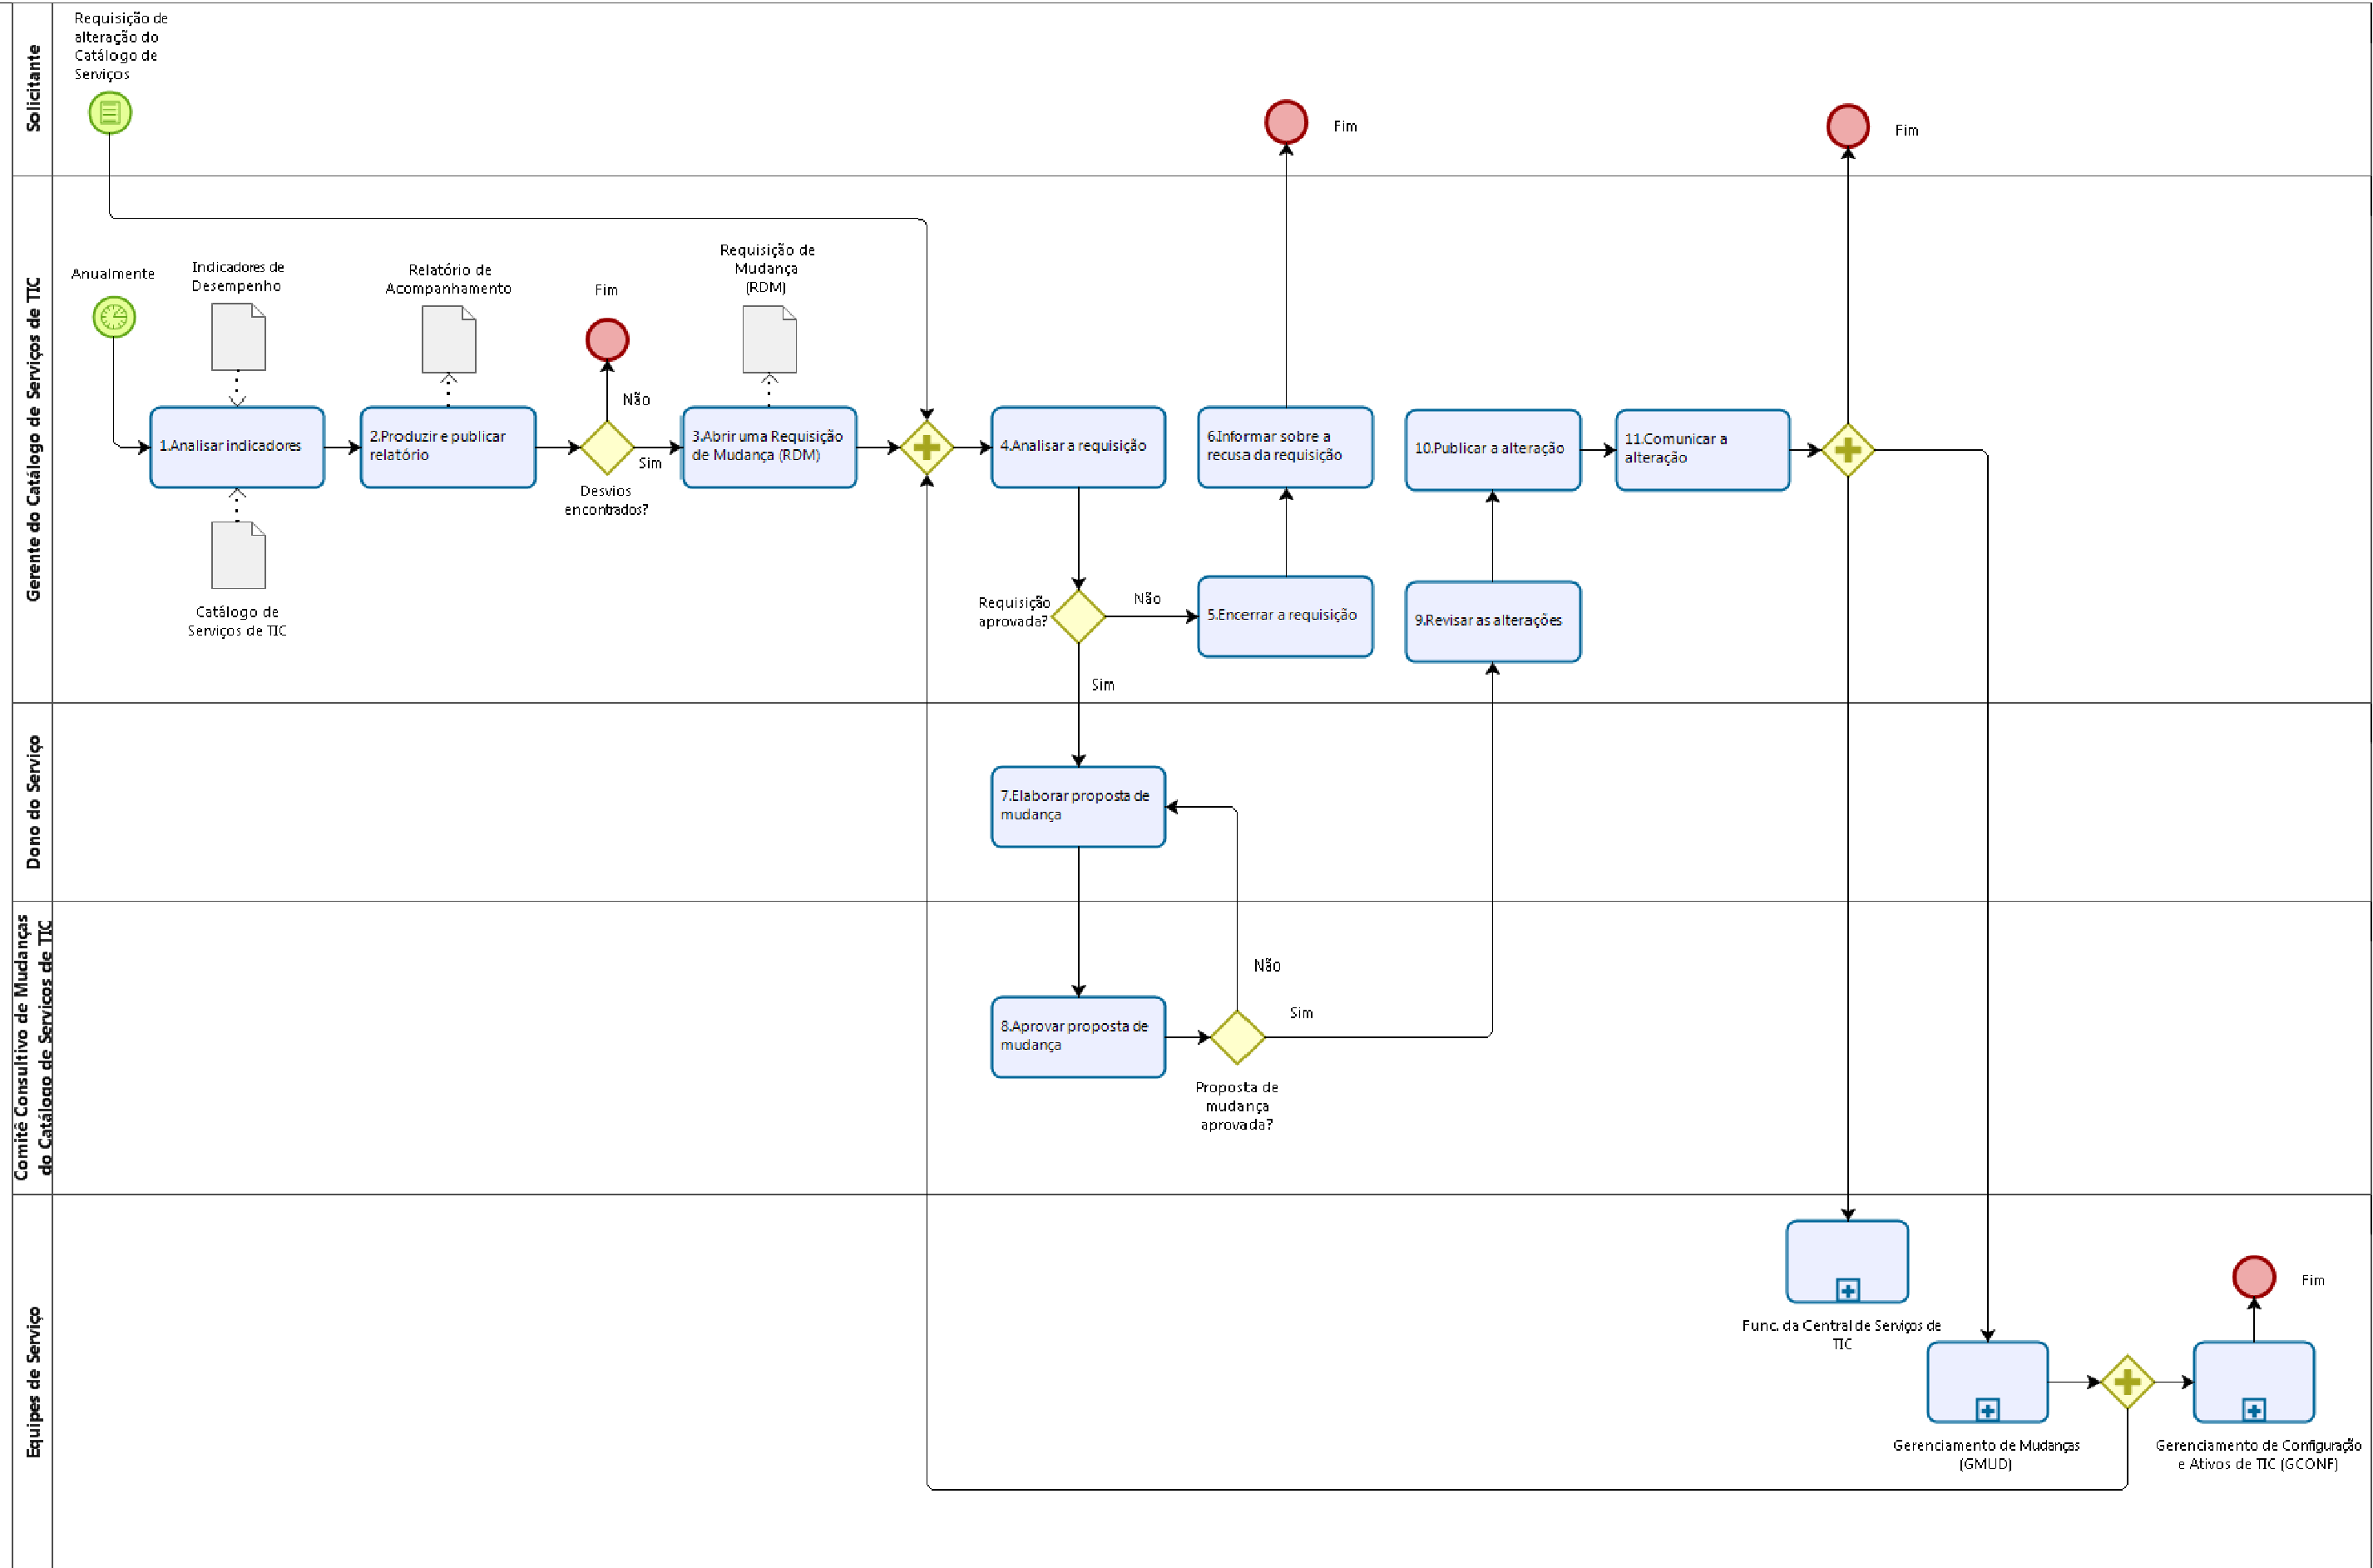 Solicitante
Requisição de
alteração do
Catálogo de
Serviços
Fim
Fim
Gerente do Catálogo de Serviços de TIC
Anualmente
Indicadores de
Desempenho
Relatório de
Acompanhamento
Fim
Requisição de
Mudança
(RDM)
Não
1.Analisar indicadores
2.Produzir e publicar
relatório
Sim
Desvios
encontrados?
3.Abrir uma Requisição
de Mudança (RDM)
4.Analisar a requisição
6.Informar sobre a
recusa da requisição
10.Publicar a alteração
11.Comunicar a
alteração
Catálogo de
Serviços de TIC
Requisição
aprovada?
Não
5.Encerrar a requisição
9.Revisar as alterações
Sim
Dono do Serviço
7.Elaborar proposta de
mudança
Comitê Consultivo de Mudanças
do Catálogo de Serviços de TIC
Não
Sim
8.Aprovar proposta de
mudança
Proposta de
mudança
aprovada?
Equipes de Serviço
Func. da Central de Serviços de
TIC
Fim
Gerenciamento de Mudanças
(GMUD)
Gerenciamento de Configuração
e Ativos de TIC (GCONF)